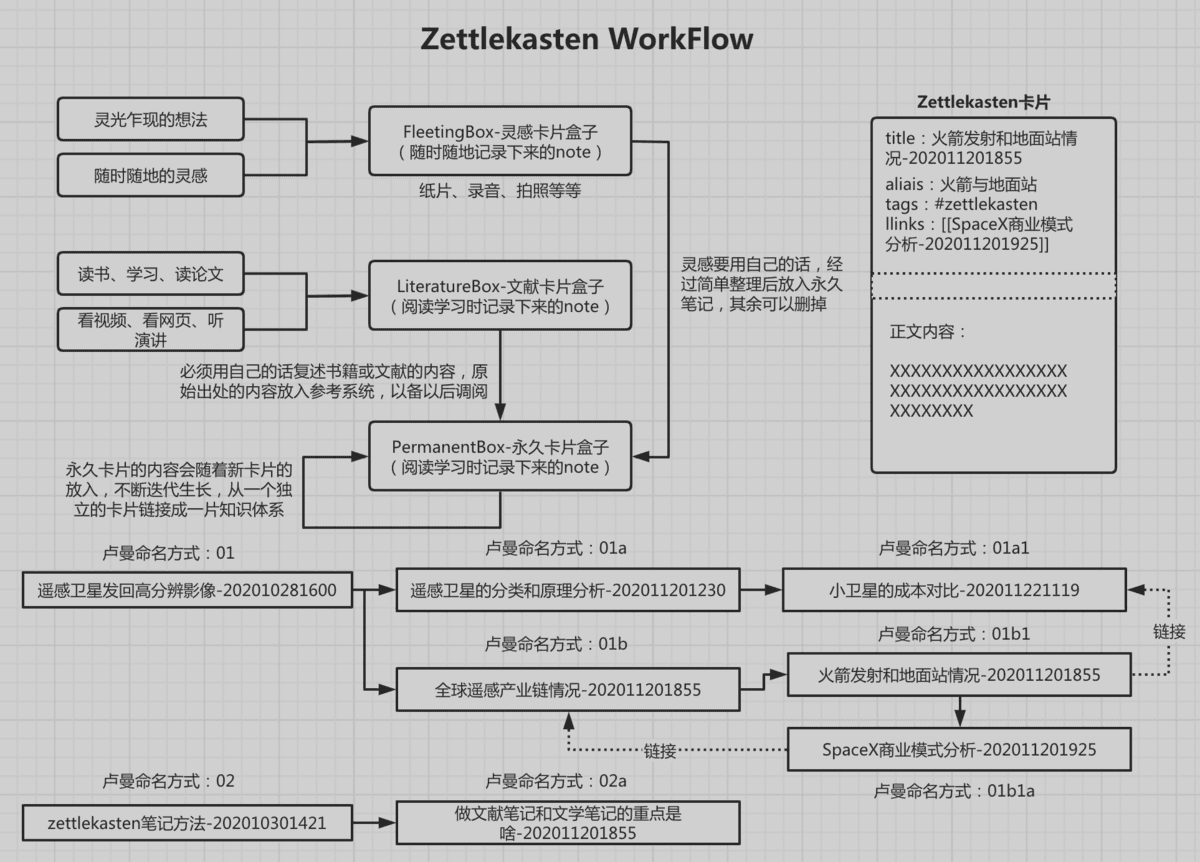 Zettlekasten WorkFlow
灵光乍现的想法
随时随地的灵感
FleetingBox-灵感卡片盒子
（随时随地记录下来的note）
纸片、录音、拍照等等
读书、学习、读论文
看视频、看网页、听
演讲
LiteratureBox-文献卡片盒子
（阅读学习时记录下来的note）
灵感要用自己的话，经
过简单整理后放入永久
笔记，其余可以删掉
必须用自己的话复述书籍或文献的内容，原
始出处的内容放入参考系统，以备以后调阅
PermanentBox-永久卡片盒子
（阅读学习时记录下来的note）
永久卡片的内容会随着新卡片的
放入，不断迭代生长，从一个独
立的卡片链接成一片知识体系
Zettlekasten卡片
title：火箭发射和地面站情
况-202011201855
aliais：火箭与地面站
tags：#zettlekasten
llinks：[[SpaceX商业模式
分析-202011201925]]
正文内容：
XXXXXXXXXXXXXXXXX
XXXXXXXXXXXXXXXXX
XXXXXXXX
卢曼命名方式：01
遥感卫星发回高分辨影像-202010281600
卢曼命名方式：01a
遥感卫星的分类和原理分析-202011201230
卢曼命名方式：01a1
小卫星的成本对比-202011221119
链接
卢曼命名方式：01b
全球遥感产业链情况-202011201855
卢曼命名方式：01b1
火箭发射和地面站情况-202011201855
链接
SpaceX商业模式分析-202011201925
卢曼命名方式：01b1a
卢曼命名方式：02
zettlekasten笔记方法-202010301421
卢曼命名方式：02a
做文献笔记和文学笔记的重点是
啥-202011201855